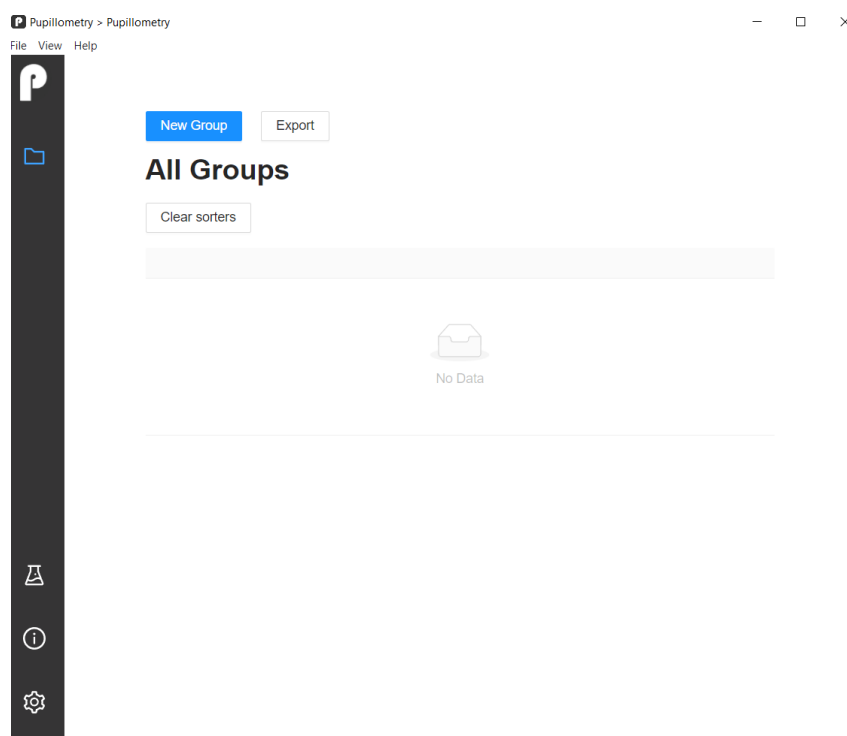 Pupillometry > Pupillometry
File View Help
New Group Export
All Groups
Clear sorters
No Data